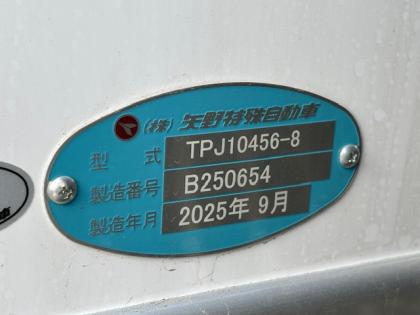 (株)矢野特殊自動車
型式 TPJ10456-8
製造番号 B250654
製造年月 2025年 9月